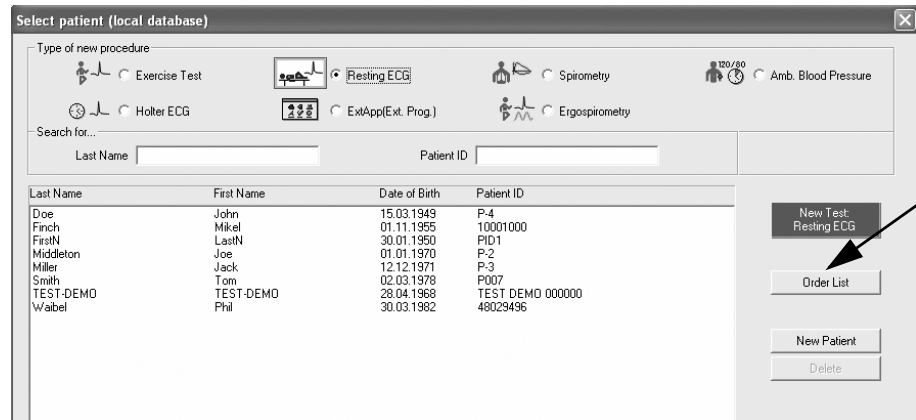 Select patient (local database)
Type of new procedure
Exercise Test Resting ECG Spirometry 120/80 Amb. Blood Pressure
Holter ECG ExtApp(Ext. Prog.) Ergospirometry
Search for...
Last Name Patient ID
Last Name First Name Date of Birth Patient ID
Doe John 15.03.1949 P-4
Finch Mikel 01.11.1955 10001000
FirstN LastN 30.01.1950 PID1
Middleton Joe 01.01.1970 P-2
Miller Jack 12.12.1971 P-3
Smith Tom 02.03.1978 P007
TEST-DEMO TEST-DEMO 28.04.1968 TEST DEMO 000000
Waibel Phil 30.03.1982 48029496
New Test:
Resting ECG
Order List
New Patient
Delete